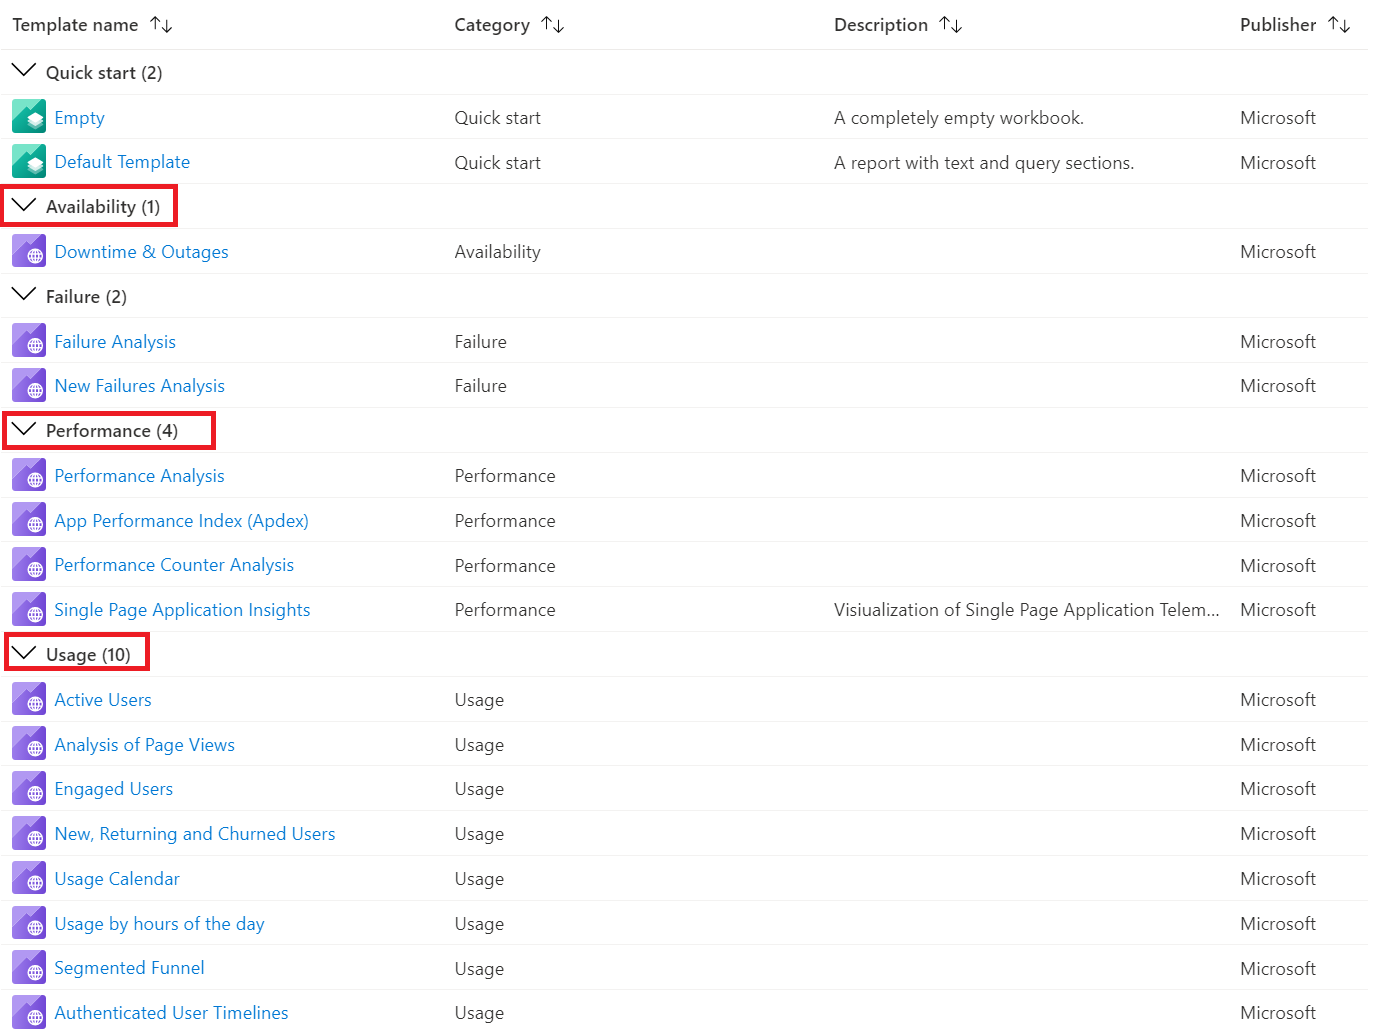 Template name Category Description Publisher
Quick start (2)
Empty Quick start A completely empty workbook. Microsoft
Default Template Quick start A report with text and query sections. Microsoft
Availability (1)
Downtime & Outages Availability Microsoft
Failure (2)
Failure Analysis Failure Microsoft
New Failures Analysis Failure Microsoft
Performance (4)
Performance Analysis Performance Microsoft
App Performance Index (Apdex) Performance Microsoft
Performance Counter Analysis Performance Microsoft
Single Page Application Insights Performance Visiualization of Single Page Application Telem... Microsoft
Usage (10)
Active Users Usage Microsoft
Analysis of Page Views Usage Microsoft
Engaged Users Usage Microsoft
New, Returning and Churned Users Usage Microsoft
Usage Calendar Usage Microsoft
Usage by hours of the day Usage Microsoft
Segmented Funnel Usage Microsoft
Authenticated User Timelines Usage Microsoft